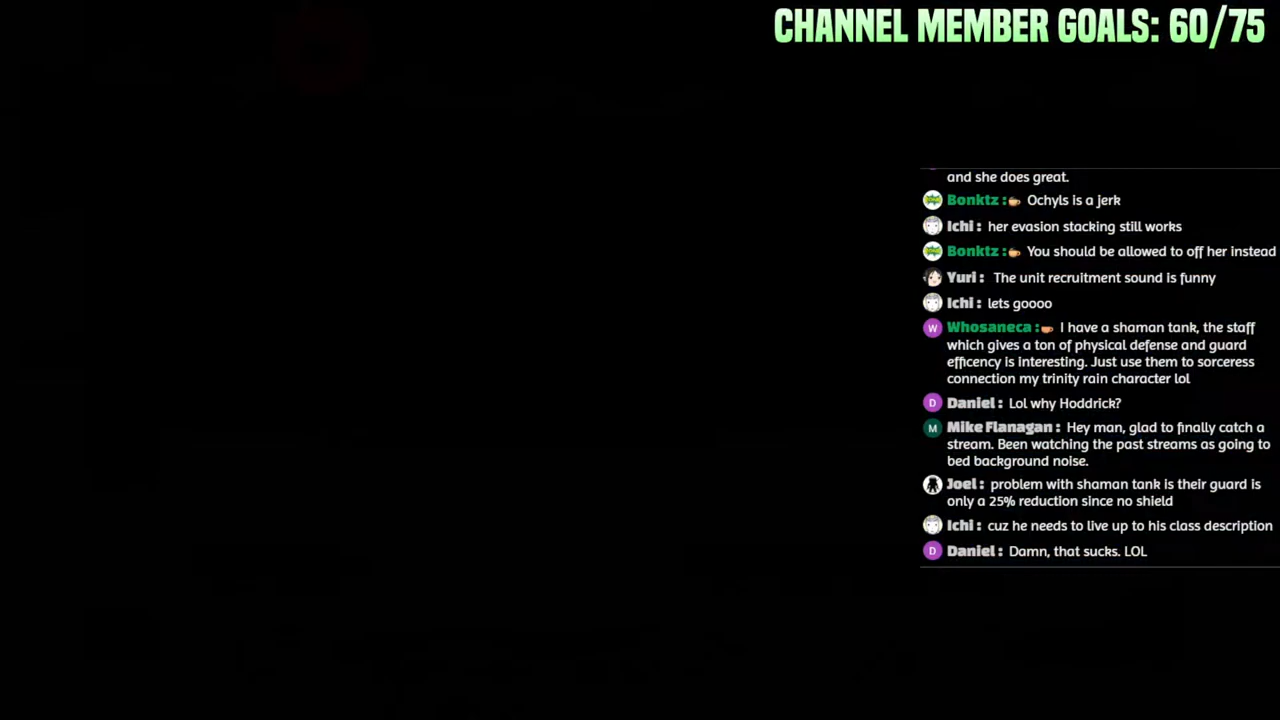 CHANNEL MEMBER GOALS: 60/75
and she does great.
Bonktz : Ochyls is a jerk
Ichi : her evasion stacking still works
Bonktz : You should be allowed to off her instead
Yuri : The unit recruitment sound is funny
Ichi : lets goooo
Whosaneca : I have a shaman tank, the staff
which gives a ton of physical defense and guard
efficency is interesting. Just use them to sorceress
connection my trinity rain character lol
Daniel : Lol why Hoddrick?
Mike Flanagan : Hey man, glad to finally catch a
stream. Been watching the past streams as going to
bed background noise.
Joel : problem with shaman tank is their guard is
only a 25% reduction since no shield
Ichi : cuz he needs to live up to his class description
Daniel : Damn, that sucks. LOL